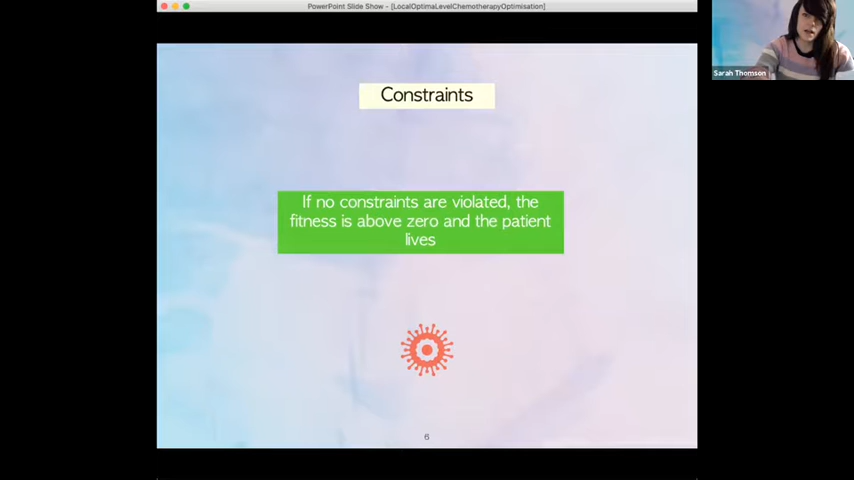 PowerPoint Slide Show - [LocalOptimaLevelChemotherapyOptimisation]
Sarah Thomson
Constraints
If no constraints are violated, the
fitness is above zero and the patient
lives
6